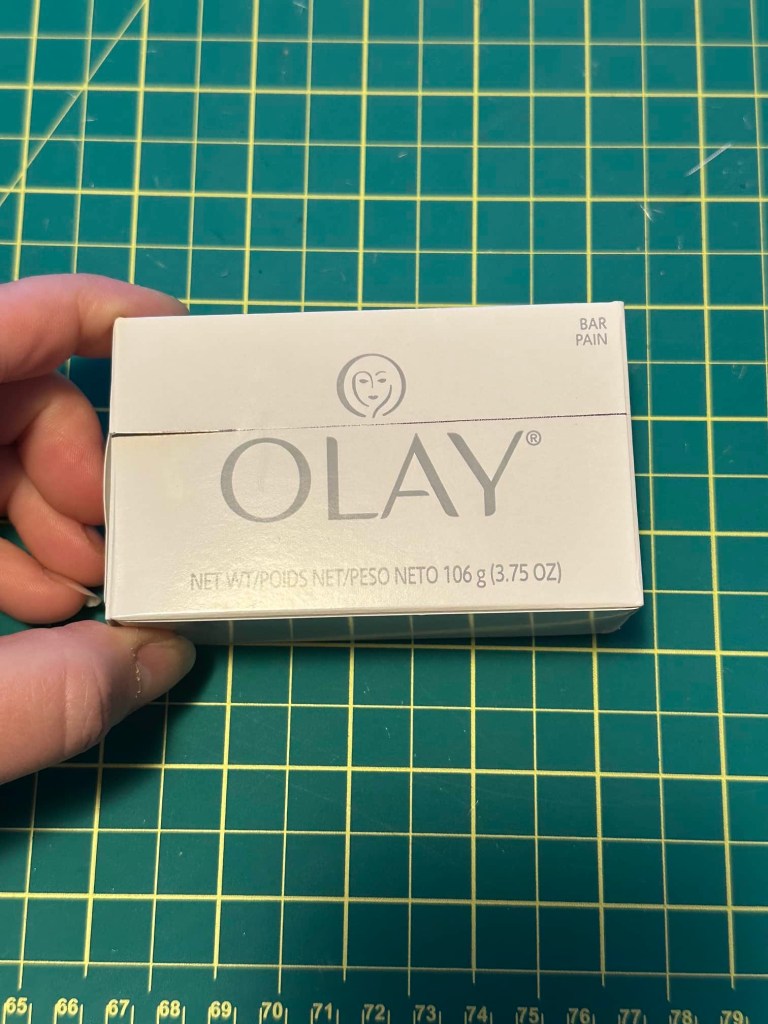 BAR
PAIN
OLAY®
NET WT/POIDS NET/PESO NETO 106 g (3.75 OZ)
65 66 67 68 69 70 71 72 73 74 75 76 77 78 79